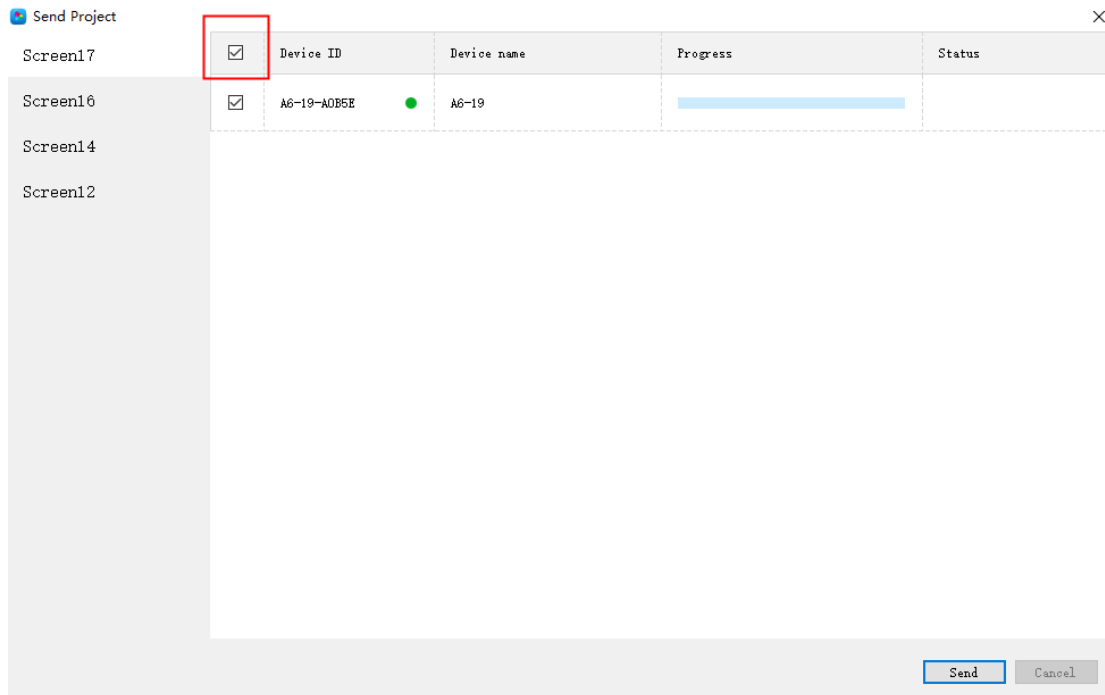 Send Project
Screen17
Screen16
Screen14
Screen12
Device ID Device name Progress Status
A6-19-A0B5E A6-19
Send Cancel